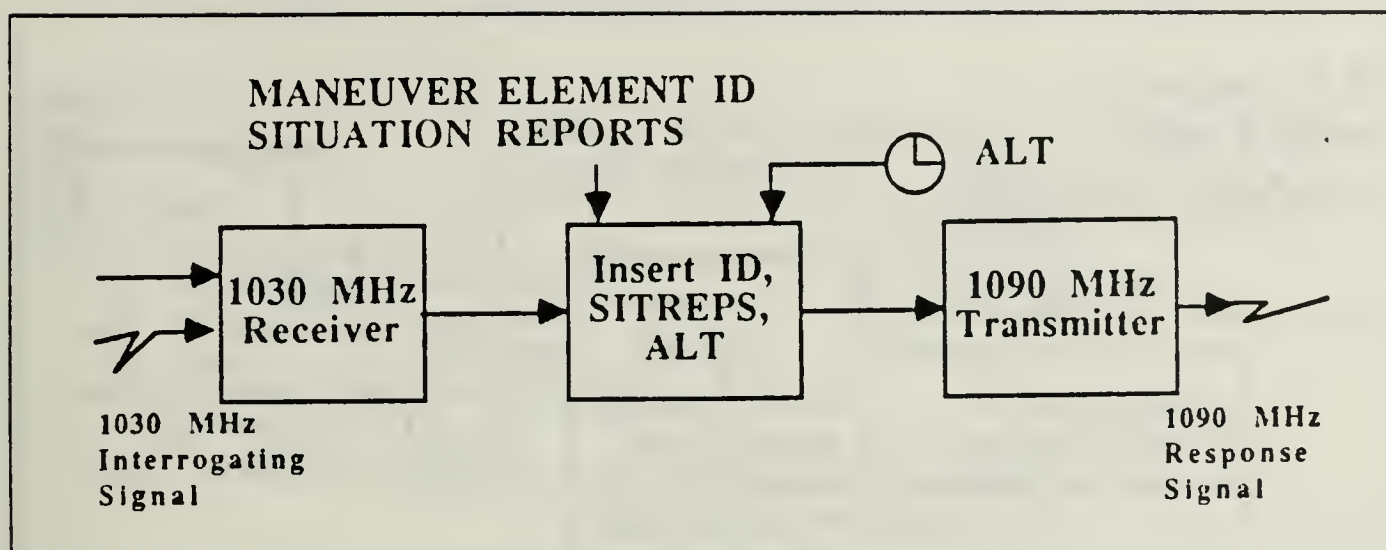 MANEUVER ELEMENT ID
SITUATION REPORTS
ALT
1030 MHz
Receiver
Insert ID,
SITREPS,
ALT
1090 MHz
Transmitter
1030 MHz
Interrogating
Signal
1090 MHz
Response
Signal